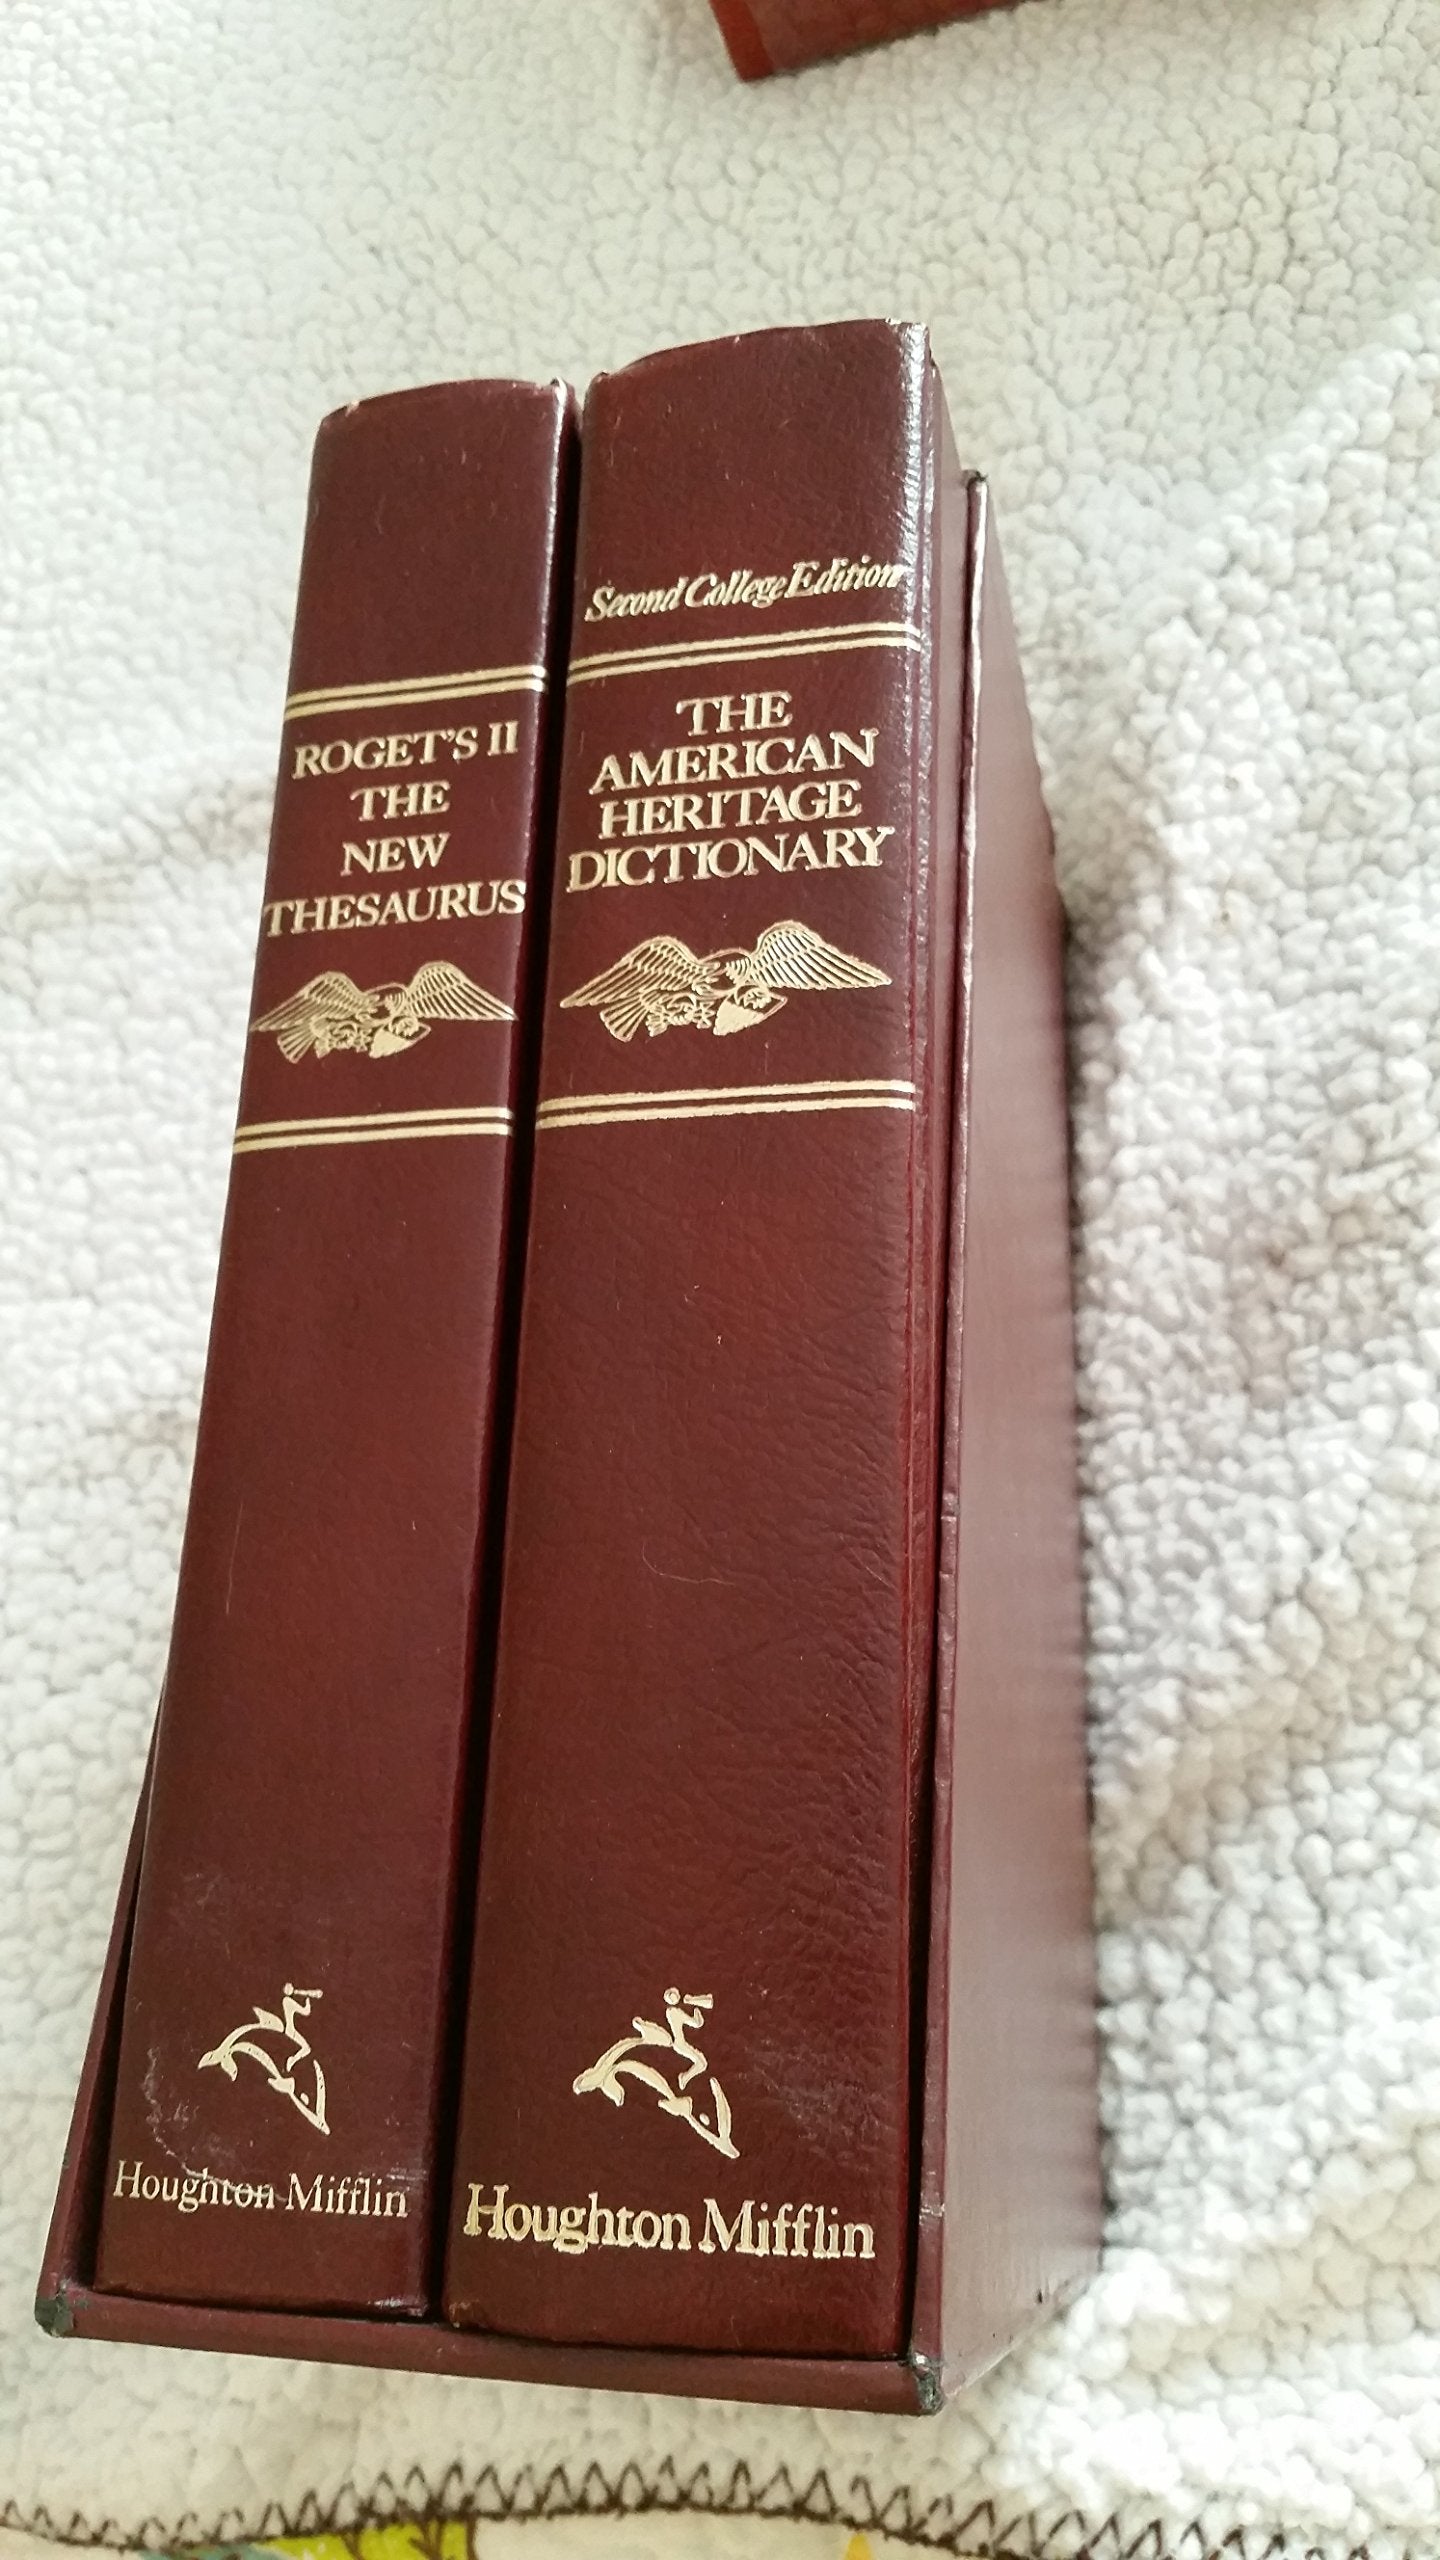 ROGET'S II
THE
NEW
THESAURUS
Houghton Mifflin
Second College Edition
THE
AMERICAN
HERITAGE
DICTIONARY
Houghton Mifflin